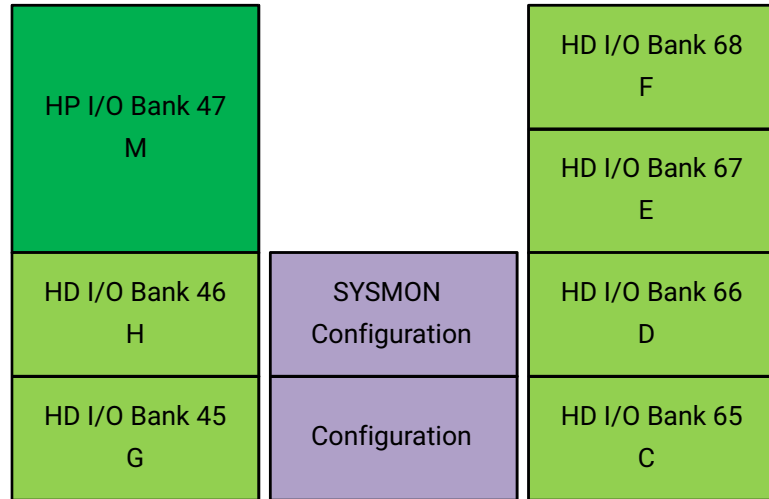 HP I/O Bank 47
M
HD I/O Bank 46
H
HD I/O Bank 45
G
SYSMON
Configuration
Configuration
HD I/O Bank 68
F
HD I/O Bank 67
E
HD I/O Bank 66
D
HD I/O Bank 65
C